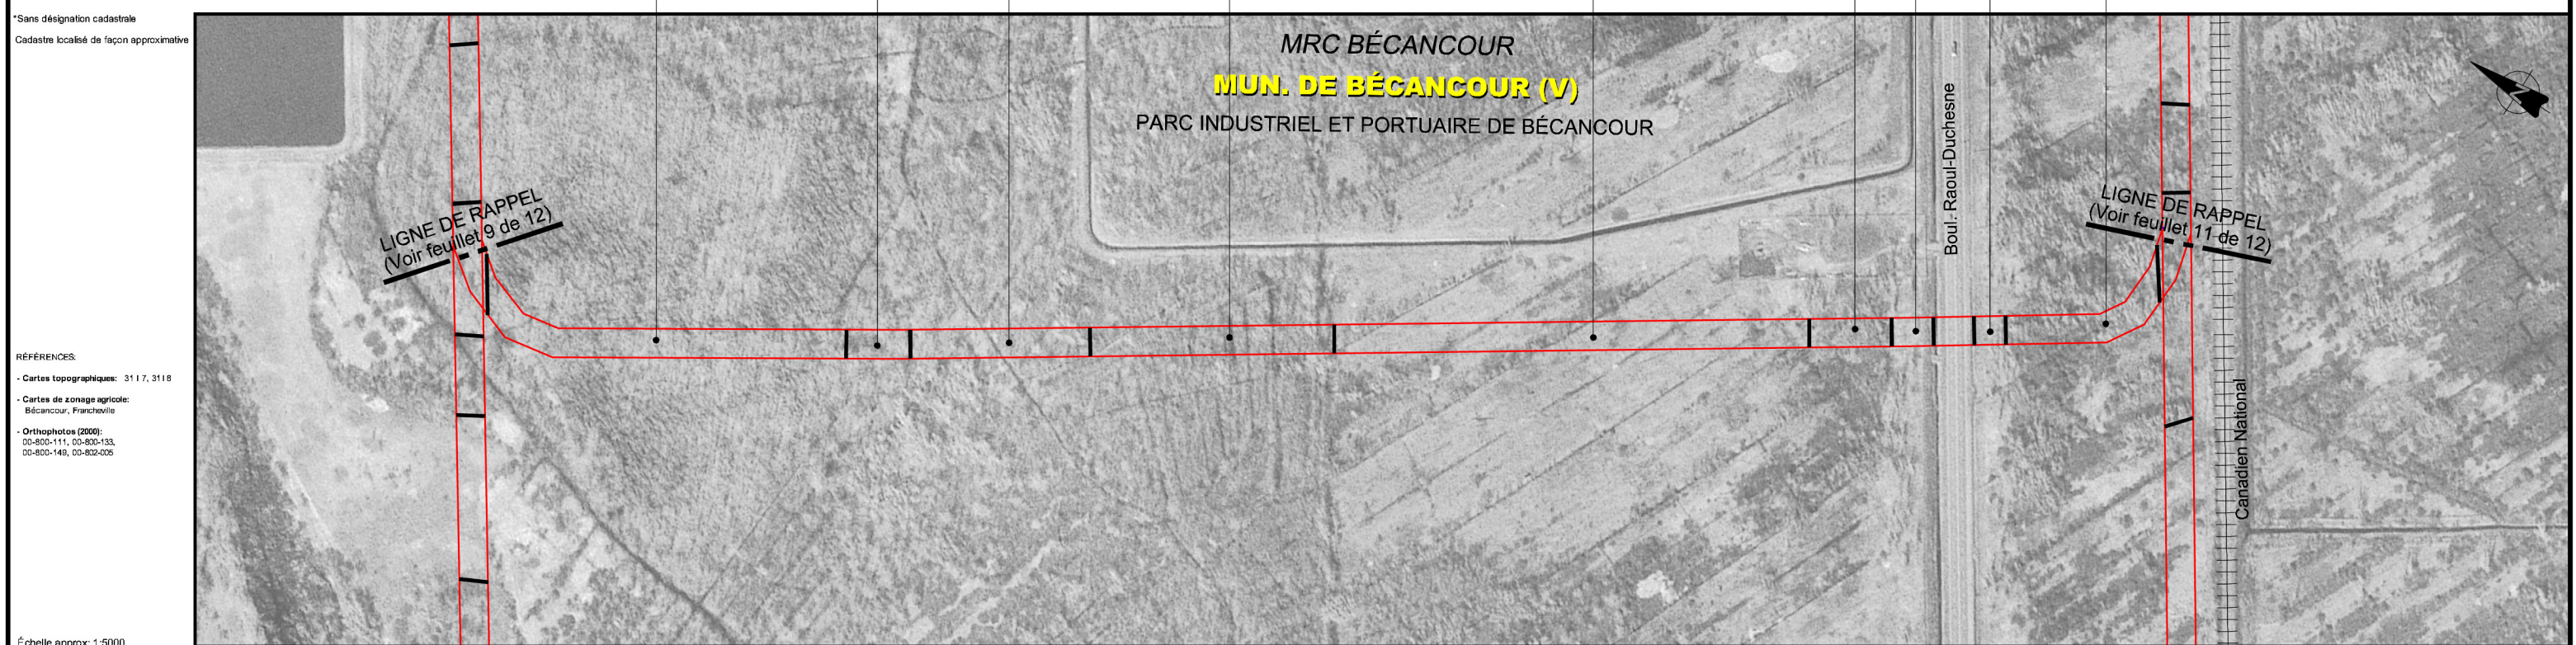 *Sans désignation cadastrale
Cadastre localisé de façon approximative
RÉFÉRENCES:
- Cartes topographiques: 31 I 7, 31 I 8
- Cartes de zonage agricole:
Bécancour, Francheville
- Orthophotos (2000):
00-800-111, 00-800-133,
00-800-149, 00-802-005
Échelle approx: 1:5000
MRC BÉCANCOUR
MUN. DE BÉCANCOUR (V)
PARC INDUSTRIEL ET PORTUAIRE DE BÉCANCOUR
LIGNE DE RAPPEL
(Voir feuillet 9 de 12)
Boul. Raoul-Duchesne
LIGNE DE RAPPEL
(Voir feuillet 11 de 12)
Canadien National